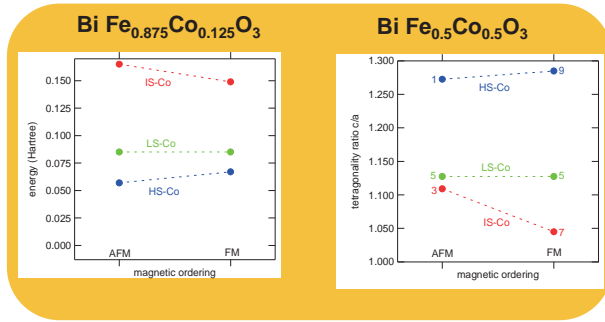 Bi Fe0.875Co0.125O3
0.150
0.125
0.100
0.075
0.050
0.025
0.000
energy (Hartree)
IS-Co
LS-Co
HS-Co
AFM
FM
magnetic ordering
Bi Fe0.5Co0.5O3
1.300
1.250
1.200
1.150
1.100
1.050
1.000
tetragonality ratio c/a
1
9
HS-Co
LS-Co
5
5
3
IS-Co
7
AFM
FM
magnetic ordering